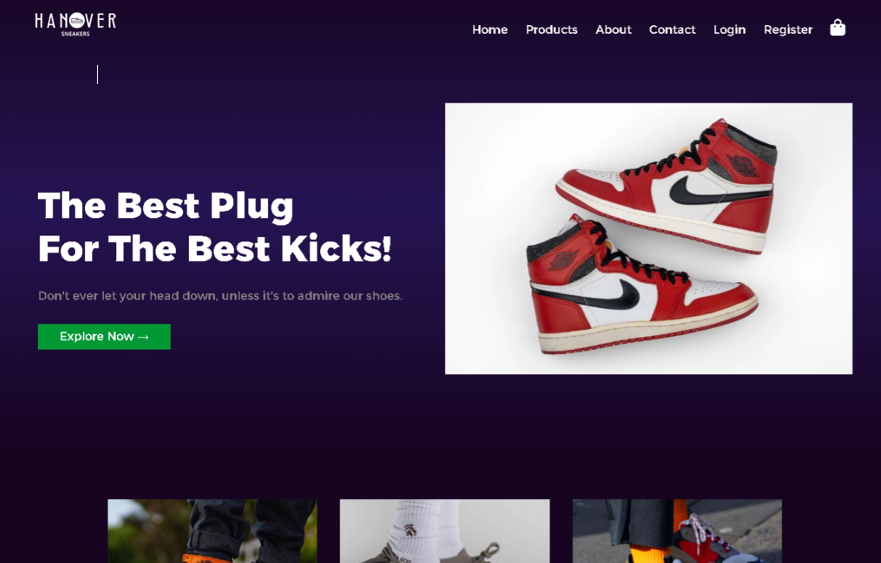 HANOVER
SNEAKERS
Home Products About Contact Login Register
The Best Plug
For The Best Kicks!
Don't ever let your head down, unless it's to admire our shoes.
Explore Now →